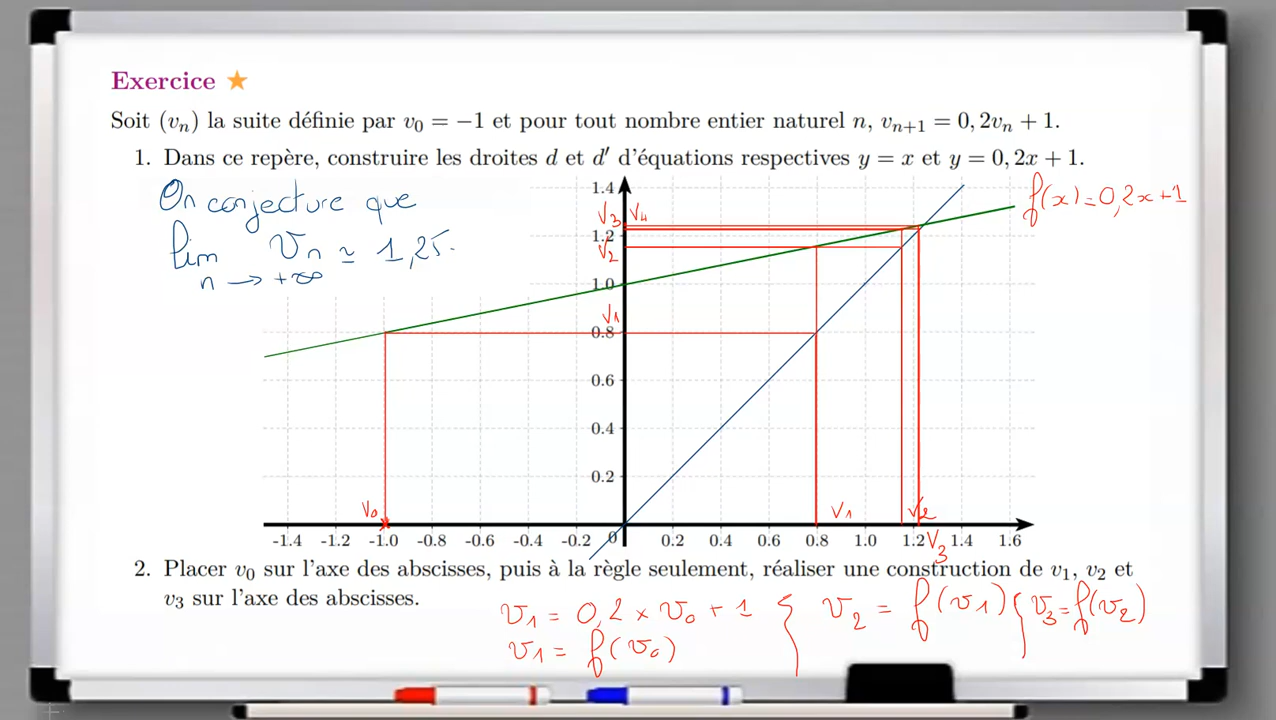 Exercice ★
Soit (vₙ) la suite définie par v₀ = −1 et pour tout nombre entier naturel n, vₙ₊₁ = 0,2vₙ + 1.
1. Dans ce repère, construire les droites d et d′ d'équations respectives y = x et y = 0,2x + 1.
On conjecture que
lim vₙ ≃ 1,25.
n → +∞
f(x)=0,2x+1
1.4
V₃ V₄
1.2
V₂
1.0
V₁
0.8
0.6
0.4
0.2
V₀ V₁ V₂
-1.4 -1.2 -1.0 -0.8 -0.6 -0.4 -0.2 0 0.2 0.4 0.6 0.8 1.0 1.2 V₃ 1.4 1.6
2. Placer v₀ sur l'axe des abscisses, puis à la règle seulement, réaliser une construction de v₁, v₂ et
v₃ sur l'axe des abscisses.
v₁ = 0,2 × v₀ + 1 { v₂ = f(v₁) { v₃=f(v₂)
v₁ = f(v₀)